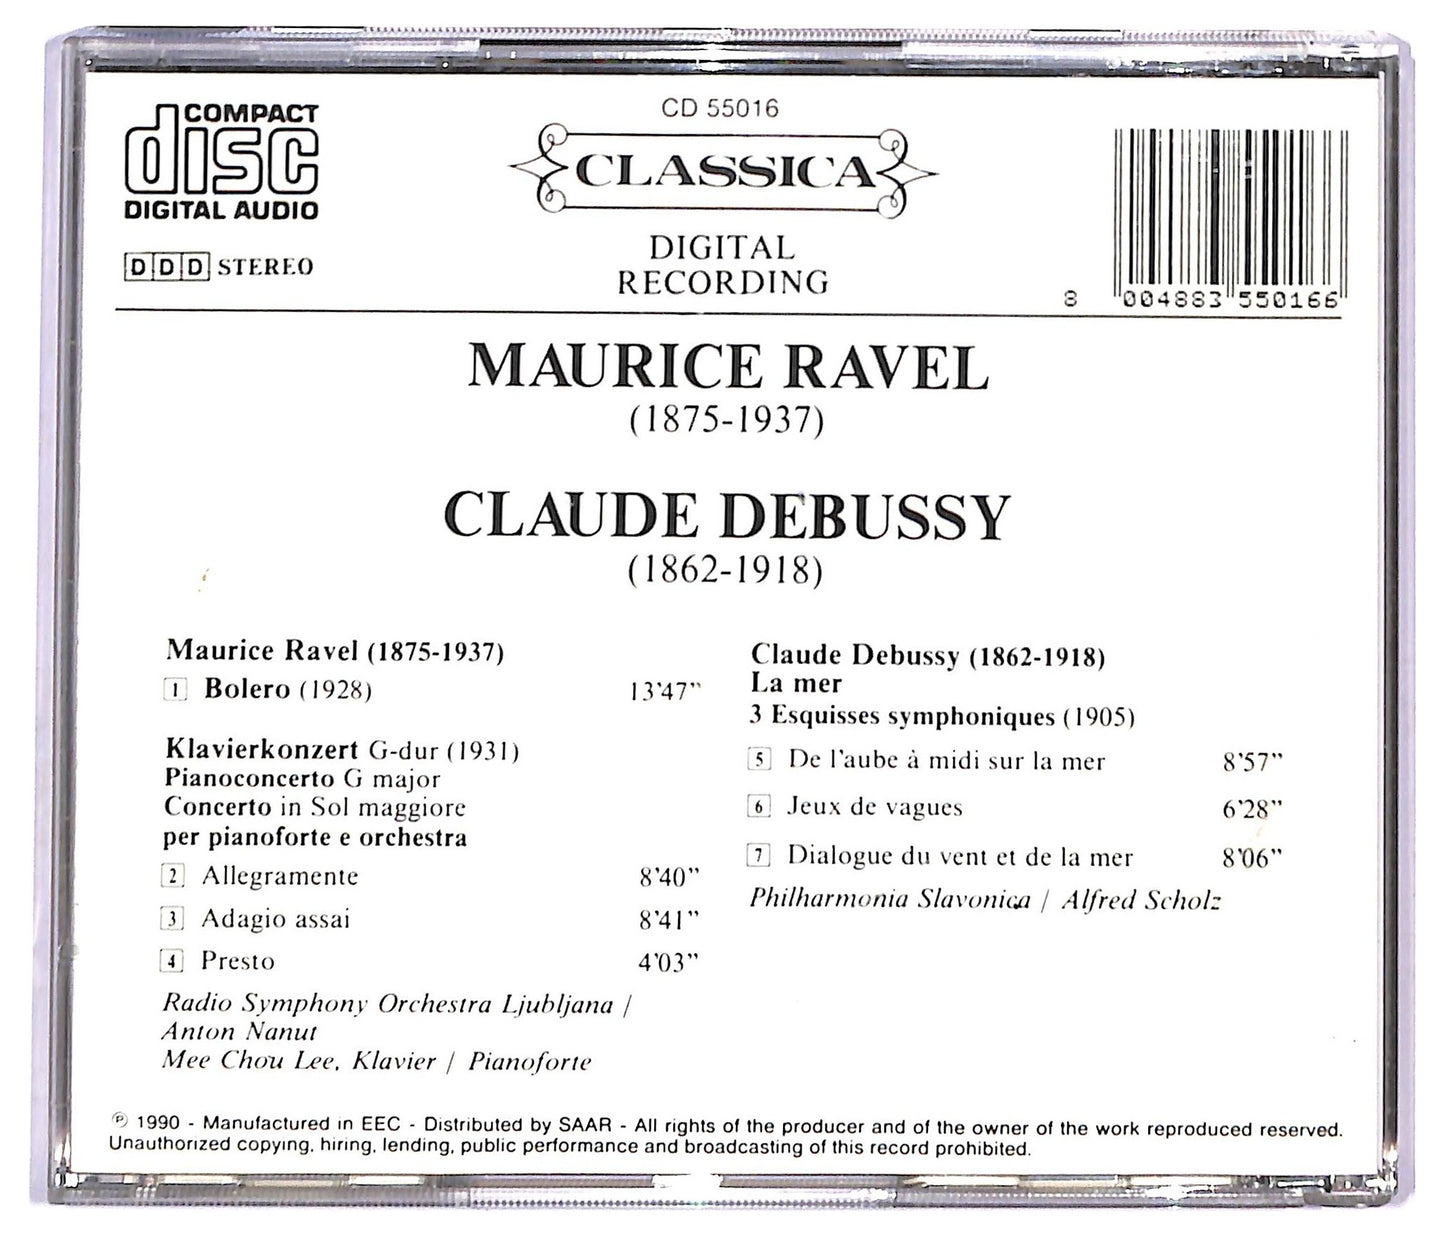 COMPACT
disc
DIGITAL AUDIO
DDD STEREO
CD 55016
CLASSICA
DIGITAL
RECORDING
8 004883 550166
MAURICE RAVEL
(1875-1937)
CLAUDE DEBUSSY
(1862-1918)
Maurice Ravel (1875-1937)
1 Bolero (1928) 13'47"
Klavierkonzert G-dur (1931)
Pianoconcerto G major
Concerto in Sol maggiore
per pianoforte e orchestra
2 Allegramente 8'40"
3 Adagio assai 8'41"
4 Presto 4'03"
Radio Symphony Orchestra Ljubljana /
Anton Nanut
Mee Chou Lee, Klavier / Pianoforte
Claude Debussy (1862-1918)
La mer
3 Esquisses symphoniques (1905)
5 De l'aube à midi sur la mer 8'57"
6 Jeux de vagues 6'28"
7 Dialogue du vent et de la mer 8'06"
Philharmonia Slavonica / Alfred Scholz
℗ 1990 - Manufactured in EEC - Distributed by SAAR - All rights of the producer and of the owner of the work reproduced reserved.
Unauthorized copying, hiring, lending, public performance and broadcasting of this record prohibited.